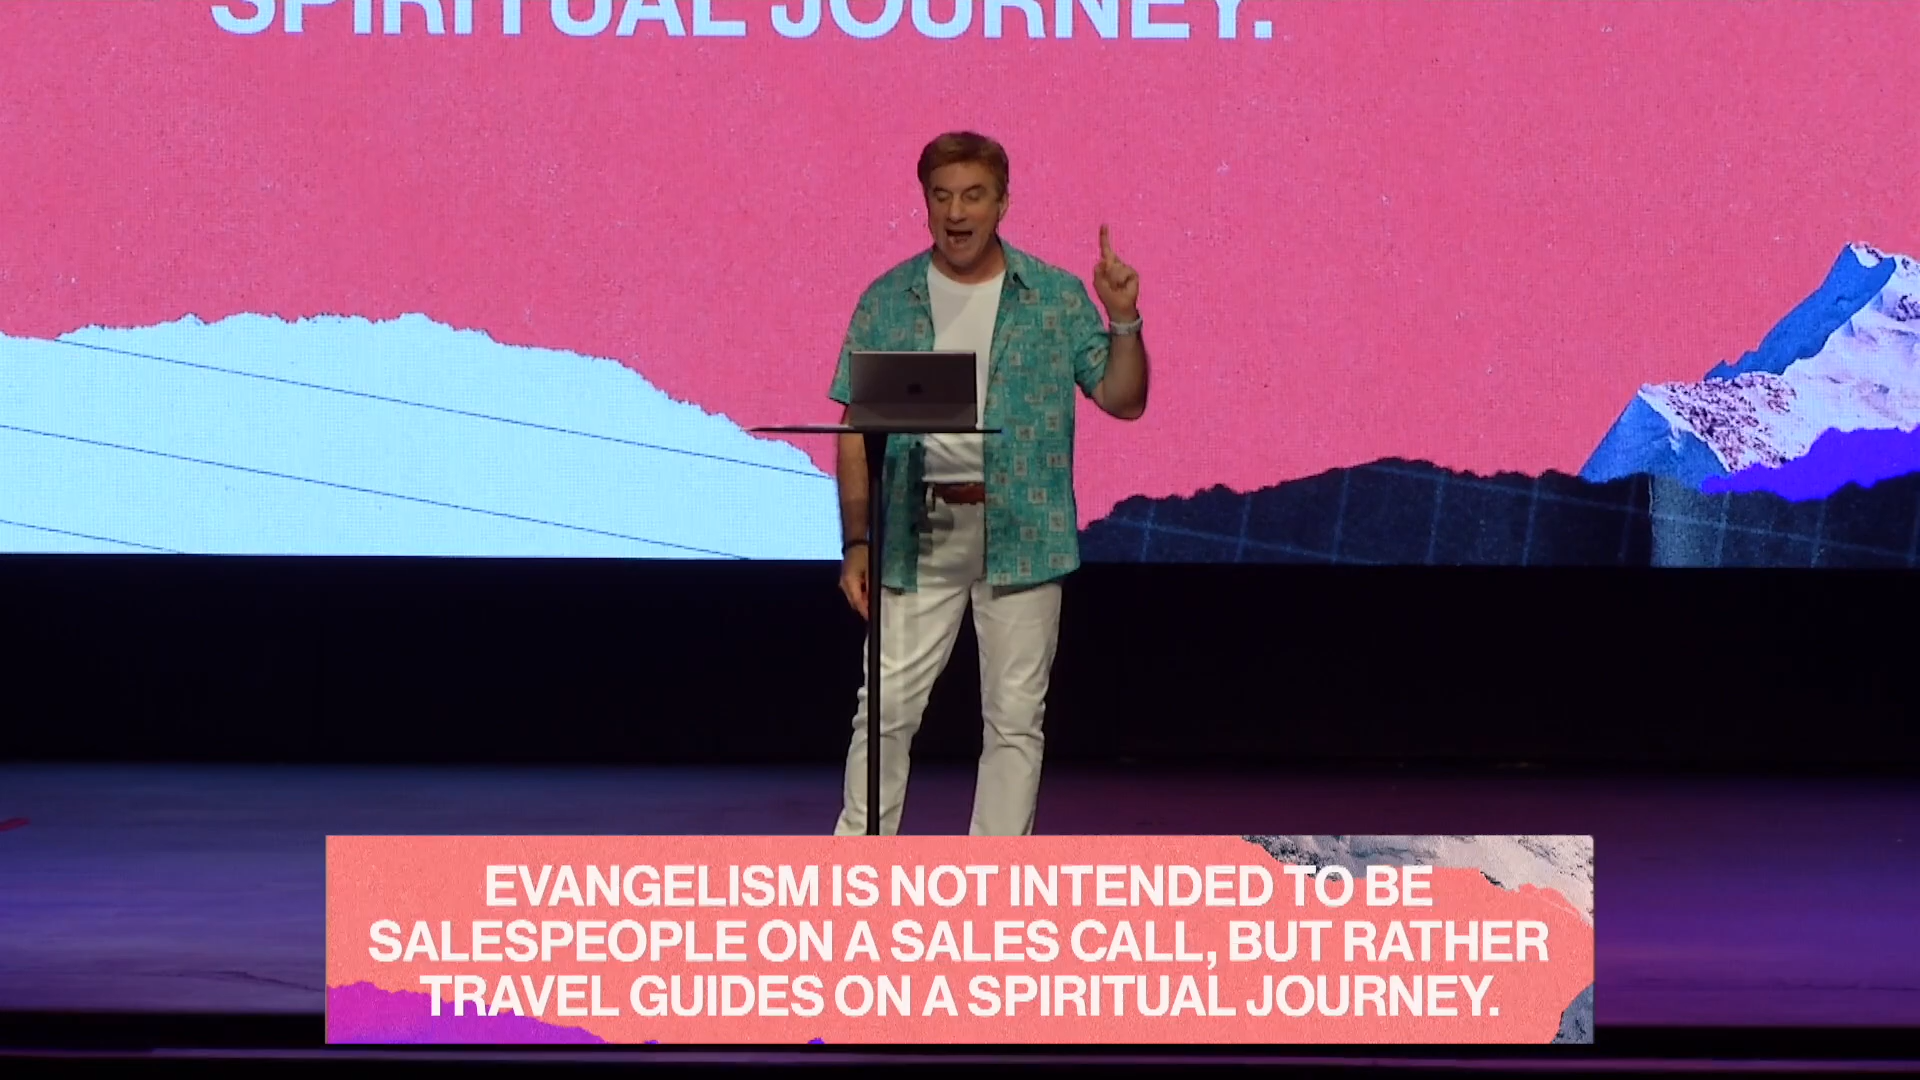 SPIRITUAL JOURNEY.
EVANGELISM IS NOT INTENDED TO BE
SALESPEOPLE ON A SALES CALL, BUT RATHER
TRAVEL GUIDES ON A SPIRITUAL JOURNEY.